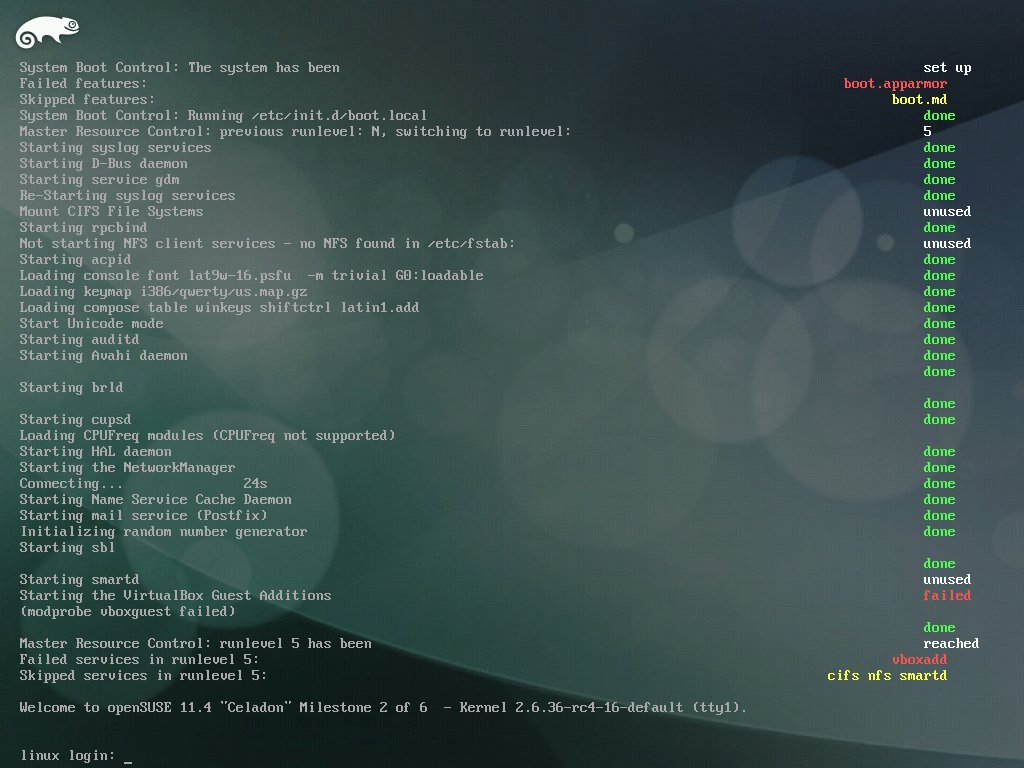 System Boot Control: The system has been set up
Failed features: boot.apparmor
Skipped features: boot.md
System Boot Control: Running /etc/init.d/boot.local done
Master Resource Control: previous runlevel: N, switching to runlevel: 5
Starting syslog services done
Starting D-Bus daemon done
Starting service gdm done
Re-Starting syslog services done
Mount CIFS File Systems unused
Starting rpcbind done
Not starting NFS client services - no NFS found in /etc/fstab: unused
Starting acpid done
Loading console font lat9w-16.psfu  -m trivial G0:loadable done
Loading keymap i386/qwerty/us.map.gz done
Loading compose table winkeys shiftctrl latin1.add done
Start Unicode mode done
Starting auditd done
Starting Avahi daemon done
done
Starting brld
done
Starting cupsd done
Loading CPUFreq modules (CPUFreq not supported)
Starting HAL daemon done
Starting the NetworkManager done
Connecting... 24s done
Starting Name Service Cache Daemon done
Starting mail service (Postfix) done
Initializing random number generator done
Starting sbl
done
Starting smartd unused
Starting the VirtualBox Guest Additions failed
(modprobe vboxguest failed)
done
Master Resource Control: runlevel 5 has been reached
Failed services in runlevel 5: vboxadd
Skipped services in runlevel 5: cifs nfs smartd
Welcome to openSUSE 11.4 "Celadon" Milestone 2 of 6  - Kernel 2.6.36-rc4-16-default (tty1).
linux login: _